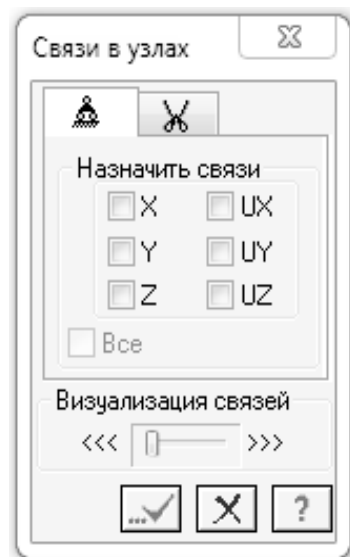 Связи в узлах
Назначить связи
X UX
Y UY
Z UZ
Все
Визуализация связей
<<< >>>
... ?